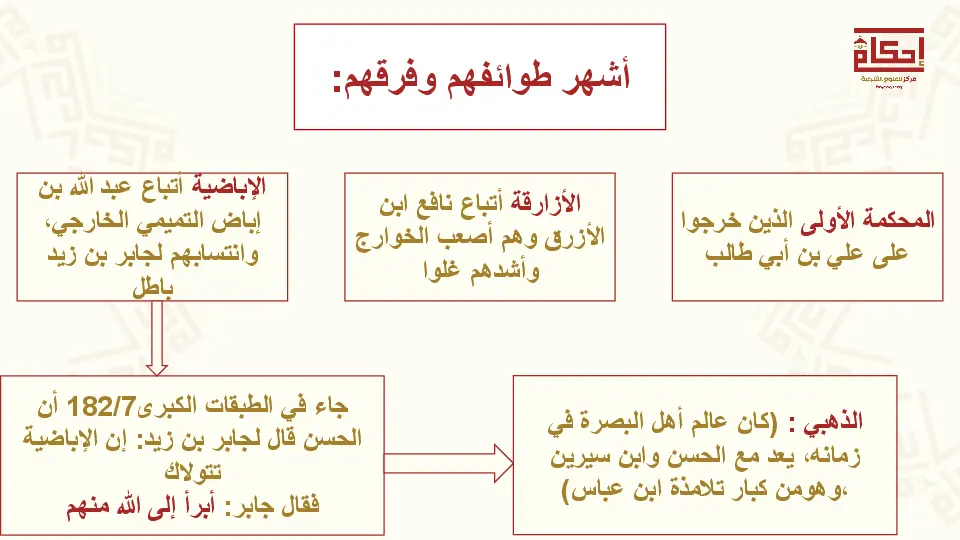 إحكام
مركز للعلوم الشرعية
أشهر طوائفهم وفرقهم:
المحكمة الأولى الذين خرجوا
على علي بن أبي طالب
الأزارقة أتباع نافع ابن
الأزرق وهم أصعب الخوارج
وأشدهم غلوا
الإباضية أتباع عبد الله بن
إباض التميمي الخارجي،
وانتسابهم لجابر بن زيد
باطل
جاء في الطبقات الكبرى182/7 أن
الحسن قال لجابر بن زيد: إن الإباضية
تتولاك
فقال جابر: أبرأ إلى الله منهم
الذهبي : (كان عالم أهل البصرة في
زمانه، يعد مع الحسن وابن سيرين
،وهومن كبار تلامذة ابن عباس)